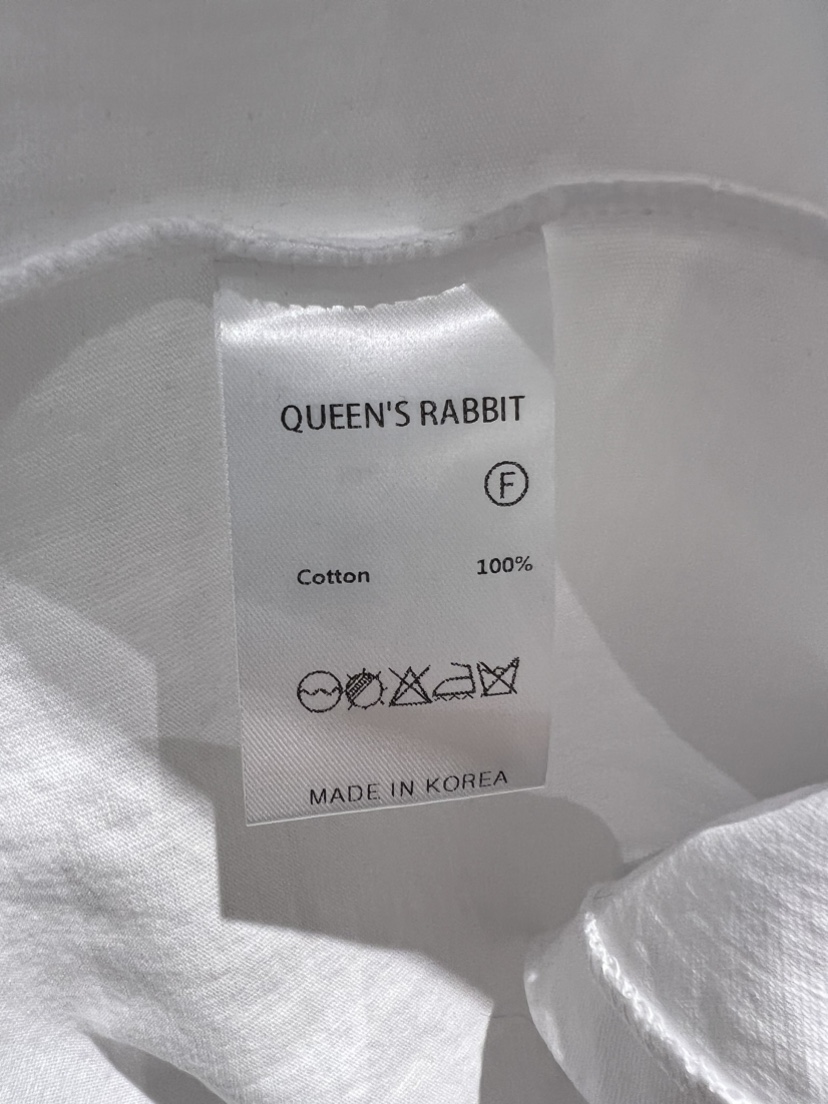 QUEEN'S RABBIT
F
Cotton 100%
MADE IN KOREA